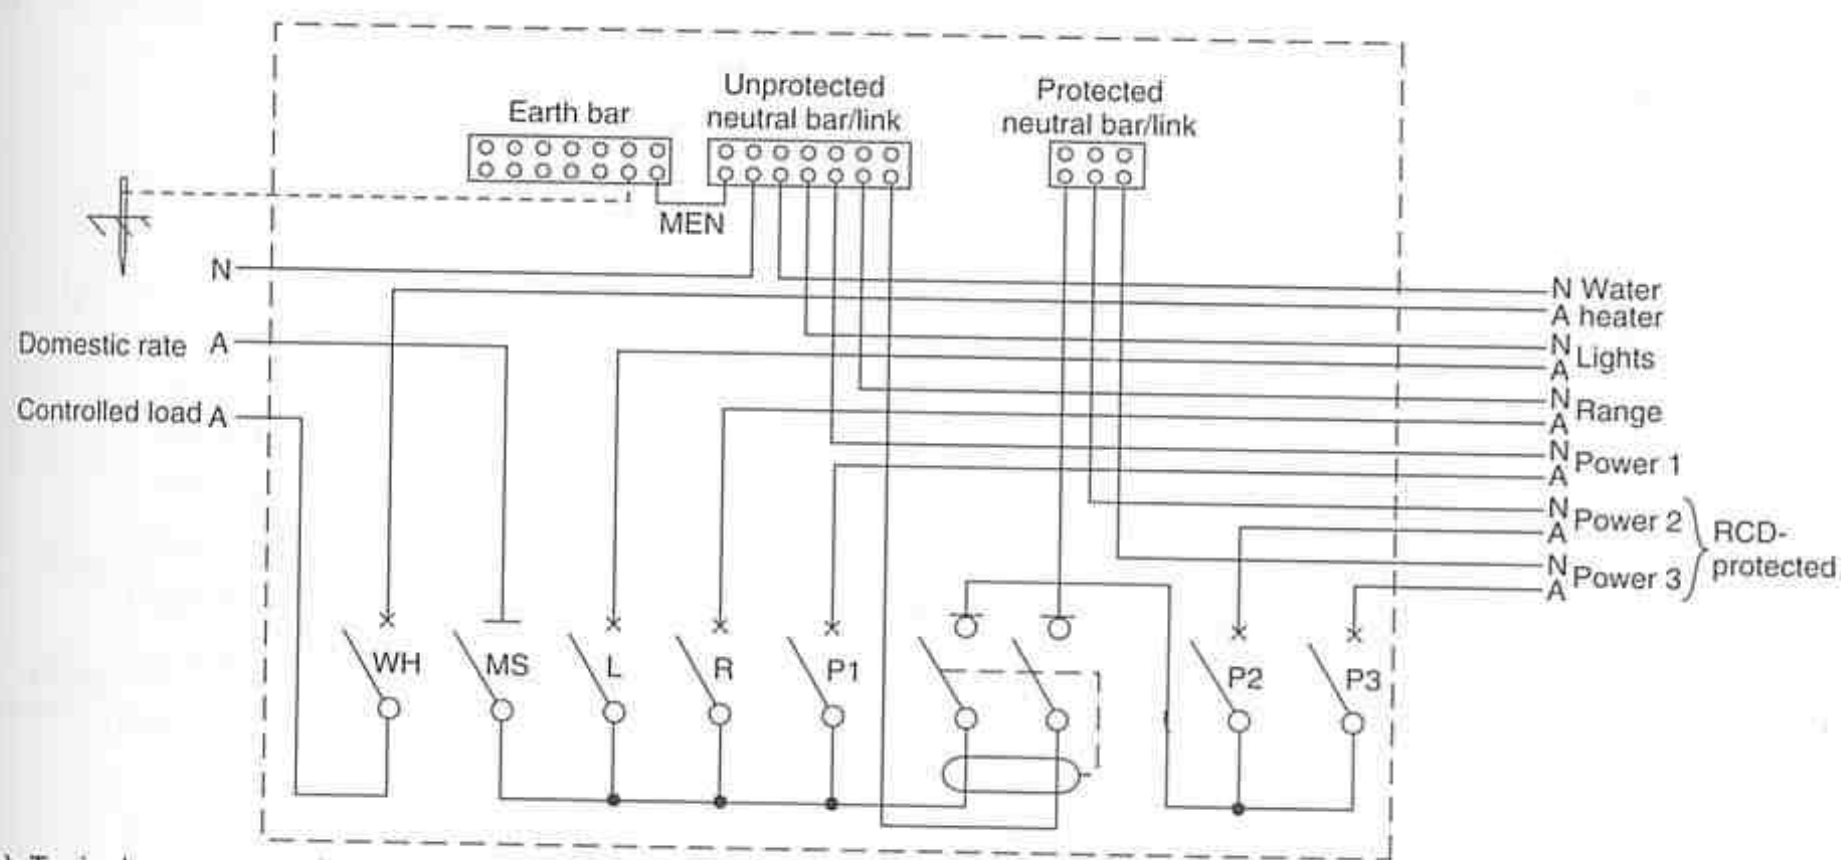 Earth bar
Unprotected
neutral bar/link
Protected
neutral bar/link
MEN
N
Domestic rate A
Controlled load A
N Water
A heater
N
A Lights
N
A Range
N
A Power 1
N
A Power 2
N
A Power 3
RCD-
protected
WH
MS
L
R
P1
P2
P3